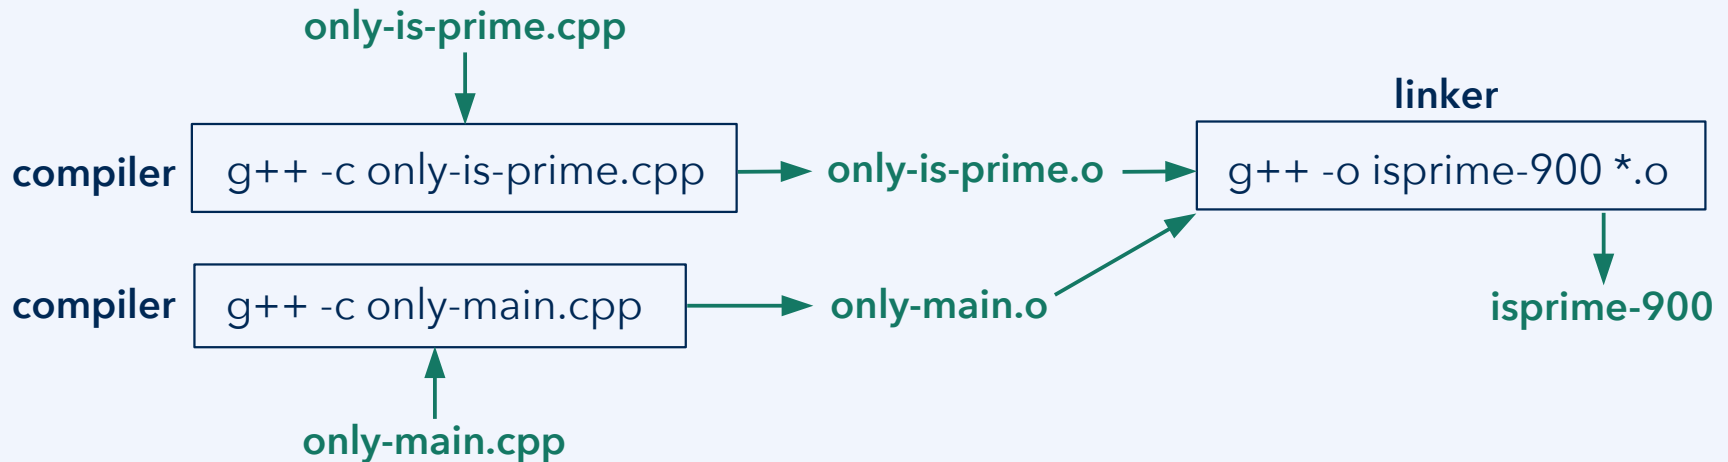 only-is-prime.cpp
linker
compiler
g++ -c only-is-prime.cpp
only-is-prime.o
g++ -o isprime-900 *.o
compiler
g++ -c only-main.cpp
only-main.o
isprime-900
only-main.cpp